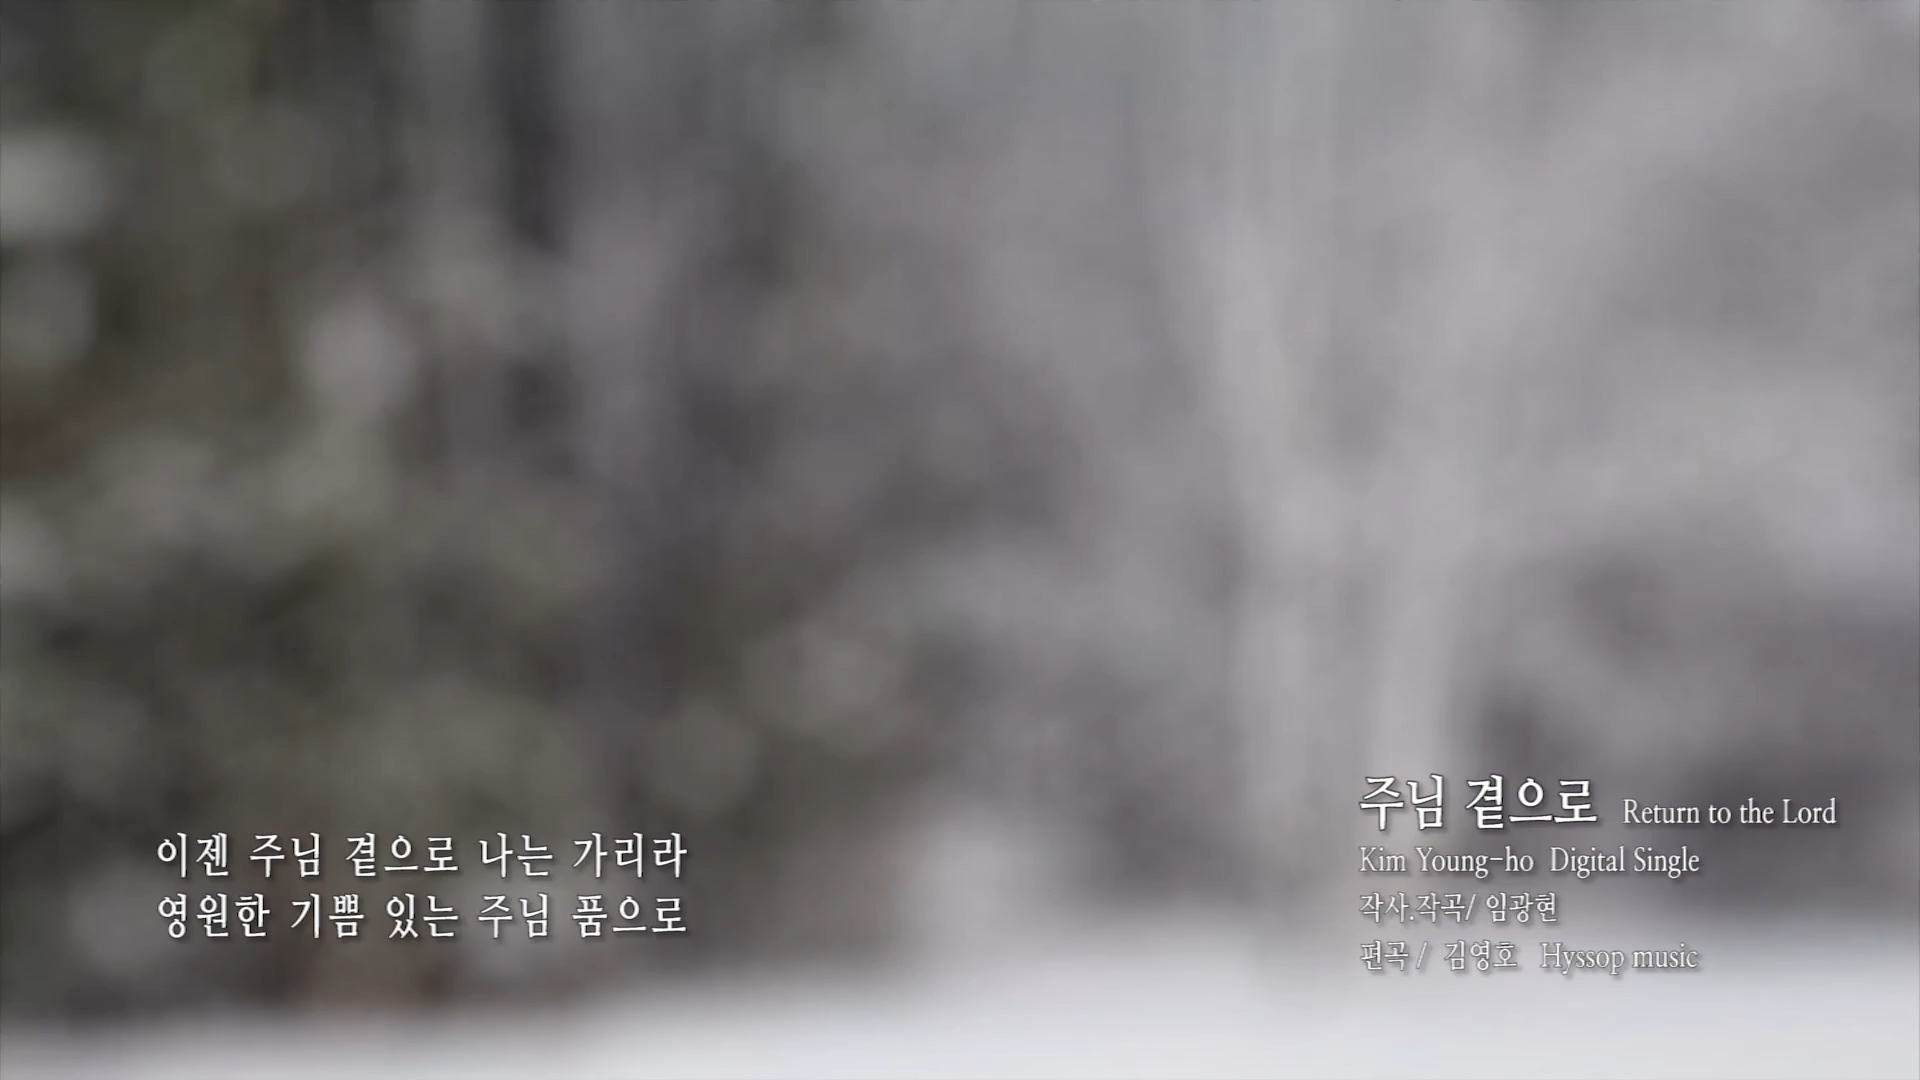 이젠 주님 곁으로 나는 가리라
영원한 기쁨 있는 주님 품으로
주님 곁으로 Return to the Lord
Kim Young-ho Digital Single
작사.작곡/ 임광현
편곡 / 김영호 Hyssop music